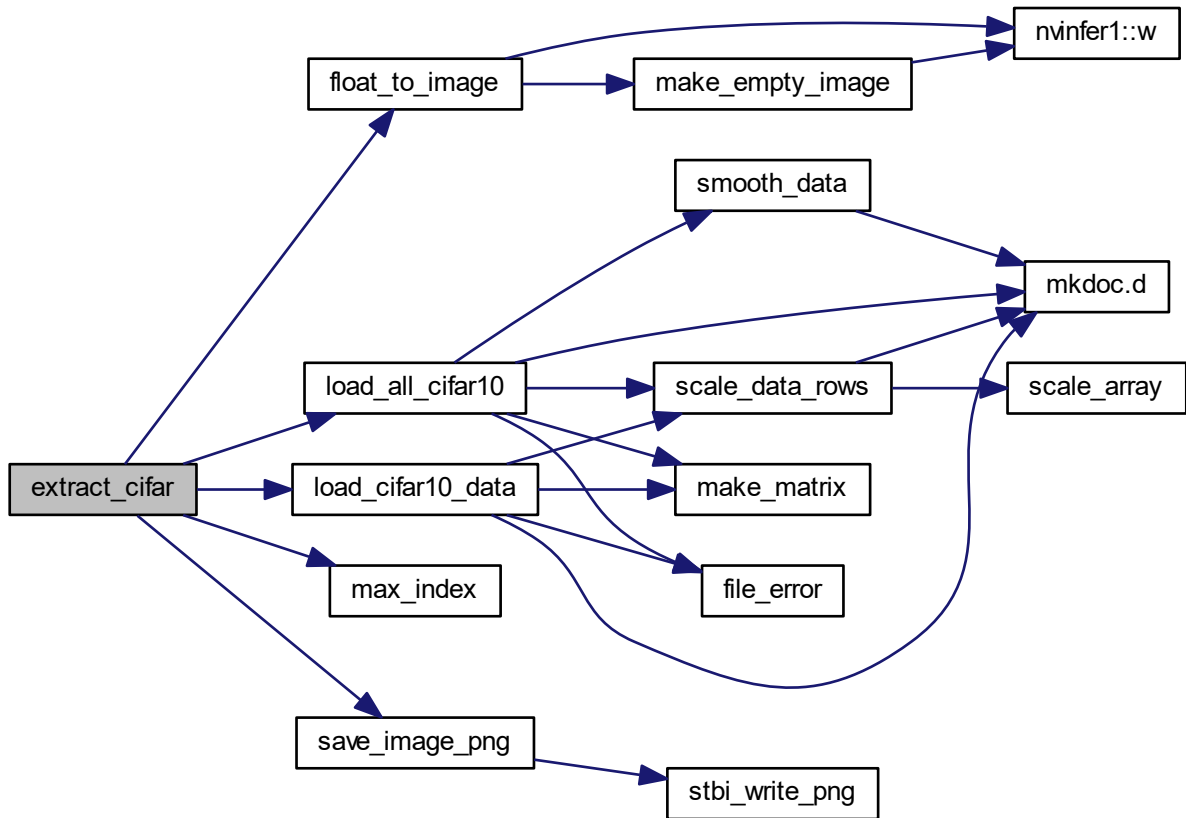 nvinfer1::w
float_to_image
make_empty_image
smooth_data
mkdoc.d
load_all_cifar10
scale_data_rows
scale_array
extract_cifar
load_cifar10_data
make_matrix
max_index
file_error
save_image_png
stbi_write_png